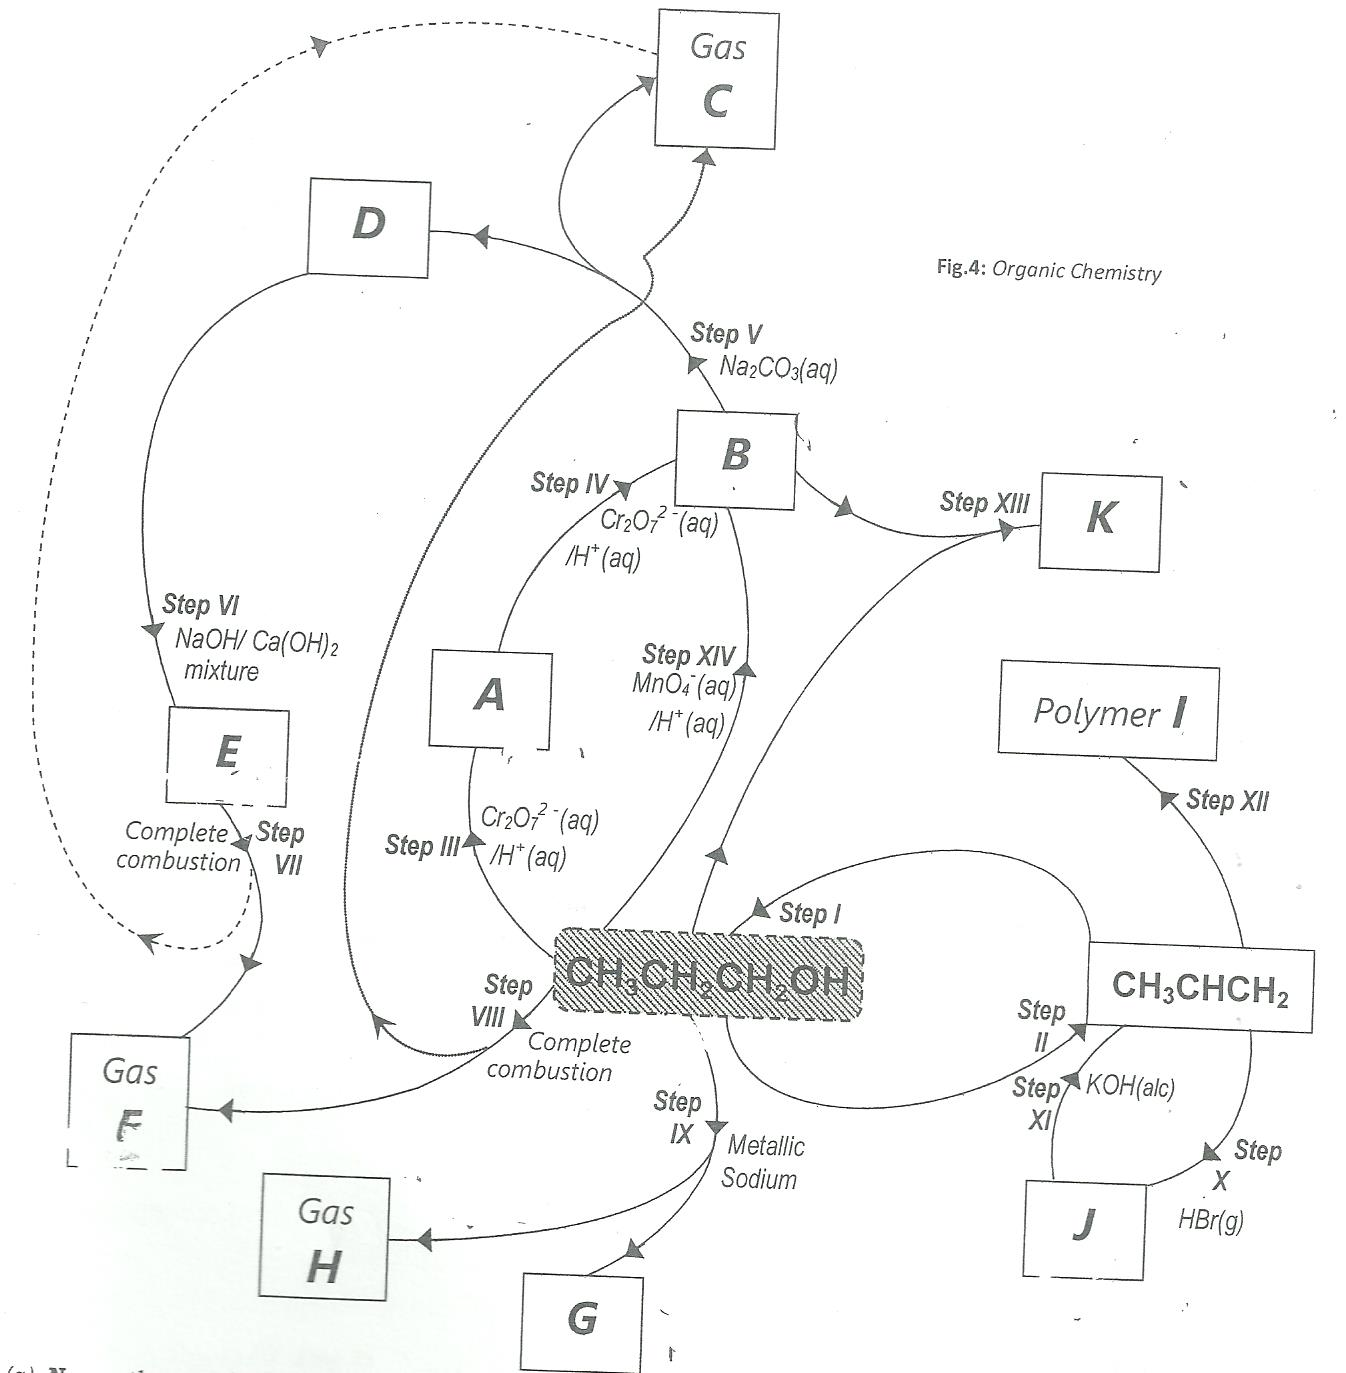 Gas
C
D
Fig.4: Organic Chemistry
Step V
Na₂CO₃(aq)
B
Step IV
Cr₂O₇²⁻(aq)
/H⁺(aq)
Step XIII
K
Step VI
NaOH/ Ca(OH)₂
mixture
Step XIV
MnO₄⁻(aq)
/H⁺(aq)
A
Polymer I
E
Step XII
Complete
combustion
Step
VII
Cr₂O₇²⁻(aq)
Step III
/H⁺(aq)
Step I
CH₃CH₂CH₂OH
CH₃CHCH₂
Step
VIII
Complete
combustion
Step
II
Gas
F
Step
XI
KOH(alc)
Step
IX
Metallic
Sodium
Step
X
HBr(g)
Gas
H
J
G